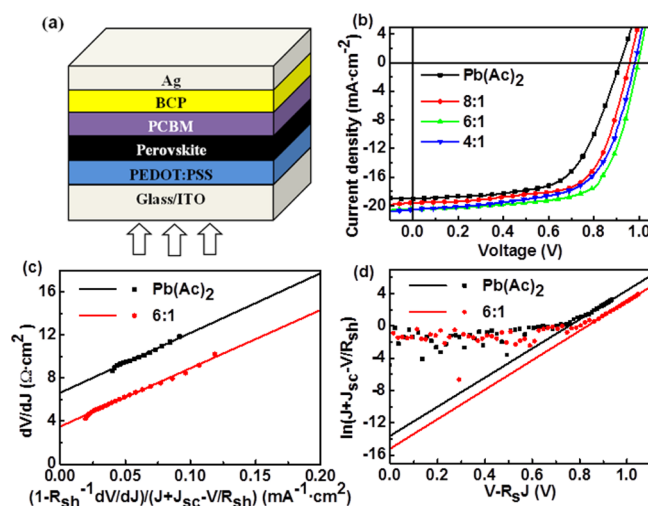 (a)
Ag
BCP
PCBM
Perovskite
PEDOT:PSS
Glass/ITO
(b)
Current density (mA·cm⁻²)
4
0
-4
-8
-12
-16
-20
Pb(Ac)₂
8:1
6:1
4:1
0.0 0.2 0.4 0.6 0.8 1.0
Voltage (V)
(c)
dV/dJ (Ω·cm²)
16
12
8
4
0
Pb(Ac)₂
6:1
0.00 0.05 0.10 0.15 0.20
(1-Rsh⁻¹dV/dJ)/(J+Jsc-V/Rsh) (mA⁻¹·cm²)
(d)
ln(J+Jsc-V/Rsh)
8
4
0
-4
-8
-12
-16
Pb(Ac)₂
6:1
0.0 0.2 0.4 0.6 0.8 1.0
V-RsJ (V)